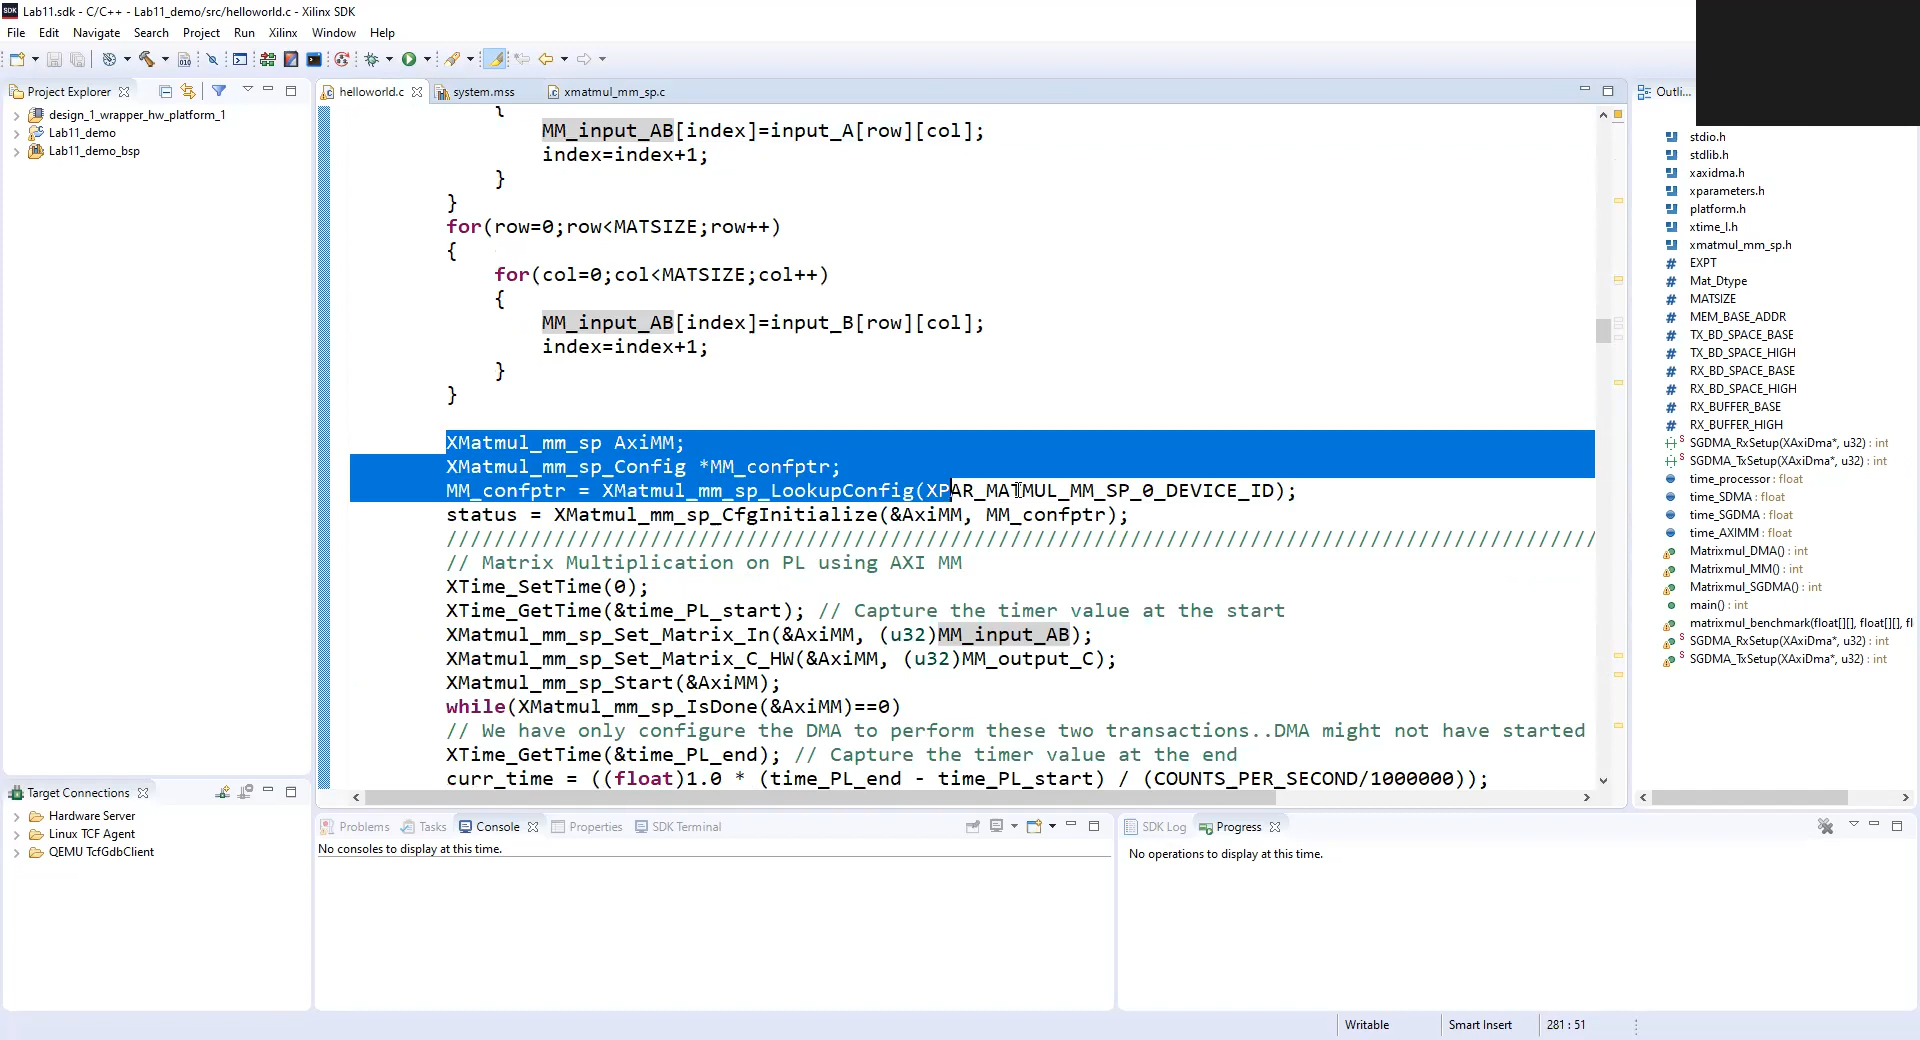 Lab11.sdk - C/C++ - Lab11_demo/src/helloworld.c - Xilinx SDK
File Edit Navigate Search Project Run Xilinx Window Help
Project Explorer
design_1_wrapper_hw_platform_1
Lab11_demo
Lab11_demo_bsp
helloworld.c system.mss xmatmul_mm_sp.c
{
MM_input_AB[index]=input_A[row][col];
index=index+1;
}
}
for(row=0;row<MATSIZE;row++)
{
for(col=0;col<MATSIZE;col++)
{
MM_input_AB[index]=input_B[row][col];
index=index+1;
}
}
XMatmul_mm_sp AxiMM;
XMatmul_mm_sp_Config *MM_confptr;
MM_confptr = XMatmul_mm_sp_LookupConfig(XPAR_MATMUL_MM_SP_0_DEVICE_ID);
status = XMatmul_mm_sp_CfgInitialize(&AxiMM, MM_confptr);
////////////////////////////////////////////////////////////////////////////////////////////////
// Matrix Multiplication on PL using AXI MM
XTime_SetTime(0);
XTime_GetTime(&time_PL_start); // Capture the timer value at the start
XMatmul_mm_sp_Set_Matrix_In(&AxiMM, (u32)MM_input_AB);
XMatmul_mm_sp_Set_Matrix_C_HW(&AxiMM, (u32)MM_output_C);
XMatmul_mm_sp_Start(&AxiMM);
while(XMatmul_mm_sp_IsDone(&AxiMM)==0)
// We have only configure the DMA to perform these two transactions..DMA might not have started
XTime_GetTime(&time_PL_end); // Capture the timer value at the end
curr_time = ((float)1.0 * (time_PL_end - time_PL_start) / (COUNTS_PER_SECOND/1000000));
Outli...
stdio.h
stdlib.h
xaxidma.h
xparameters.h
platform.h
xtime_l.h
xmatmul_mm_sp.h
EXPT
Mat_Dtype
MATSIZE
MEM_BASE_ADDR
TX_BD_SPACE_BASE
TX_BD_SPACE_HIGH
RX_BD_SPACE_BASE
RX_BD_SPACE_HIGH
RX_BUFFER_BASE
RX_BUFFER_HIGH
SGDMA_RxSetup(XAxiDma*, u32) : int
SGDMA_TxSetup(XAxiDma*, u32) : int
time_processor : float
time_SDMA : float
time_SGDMA : float
time_AXIMM : float
Matrixmul_DMA() : int
Matrixmul_MM() : int
Matrixmul_SGDMA() : int
main() : int
matrixmul_benchmark(float[][], float[][], fl
SGDMA_RxSetup(XAxiDma*, u32) : int
SGDMA_TxSetup(XAxiDma*, u32) : int
Target Connections
Hardware Server
Linux TCF Agent
QEMU TcfGdbClient
Problems Tasks Console Properties SDK Terminal
No consoles to display at this time.
SDK Log Progress
No operations to display at this time.
Writable Smart Insert 281 : 51